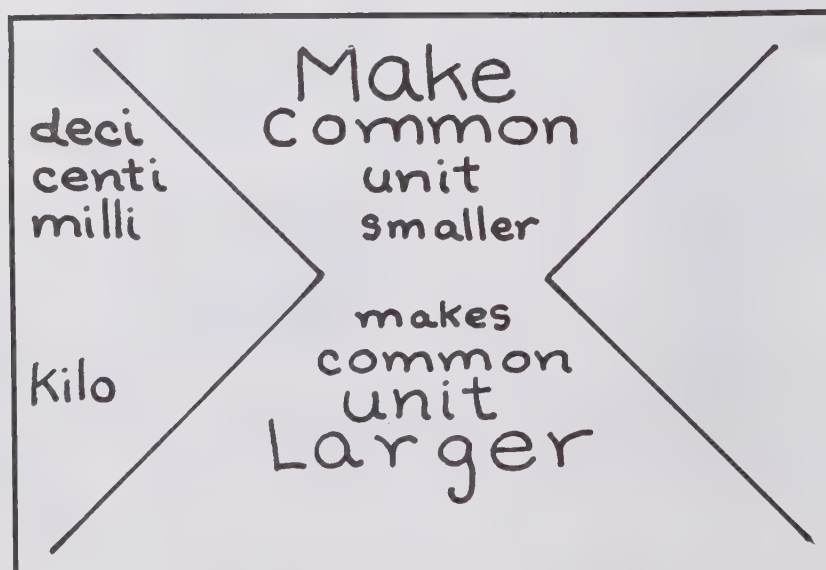 deci
centi
milli
Make
Common
unit
smaller
kilo
makes
common
unit
Larger